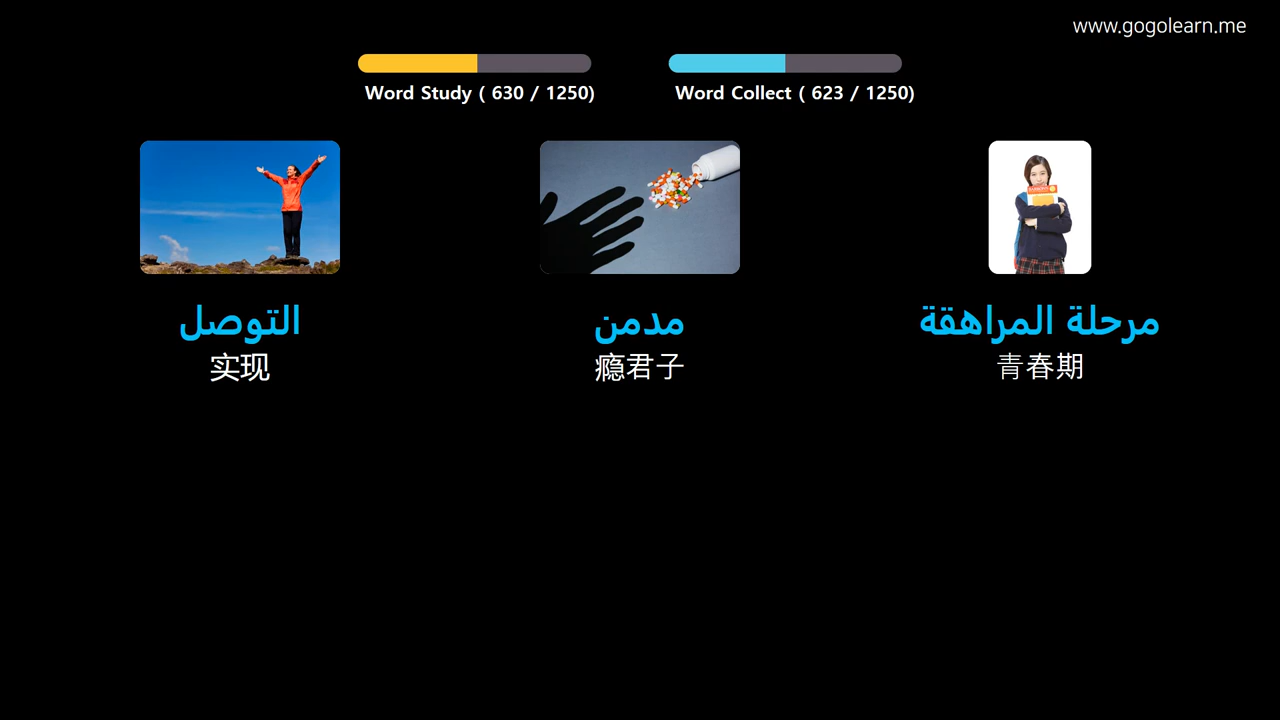 www.gogolearn.me
Word Study ( 630 / 1250)
Word Collect ( 623 / 1250)
التوصل
实现
مدمن
瘾君子
مرحلة المراهقة
青春期